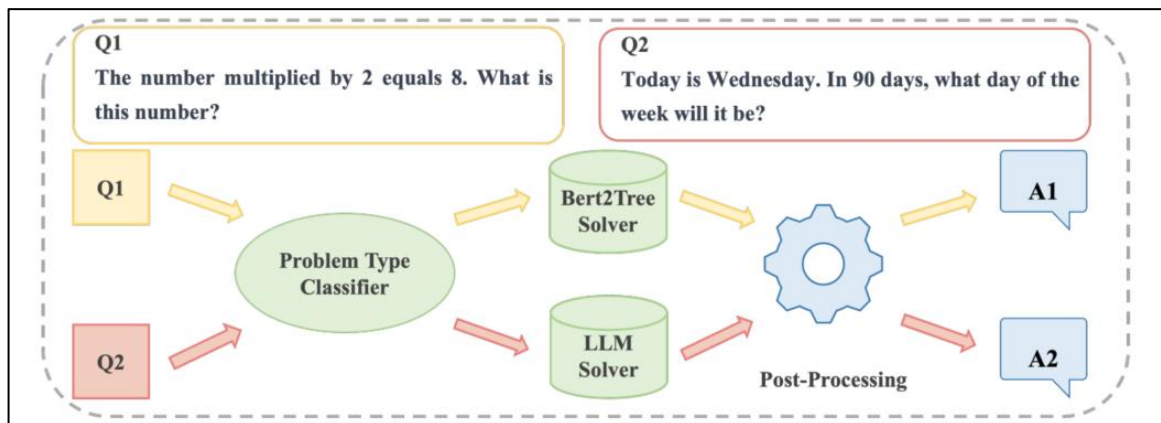 Q1
The number multiplied by 2 equals 8. What is
this number?
Q2
Today is Wednesday. In 90 days, what day of the
week will it be?
Q1
Bert2Tree
Solver
A1
Problem Type
Classifier
Q2
LLM
Solver
Post-Processing
A2